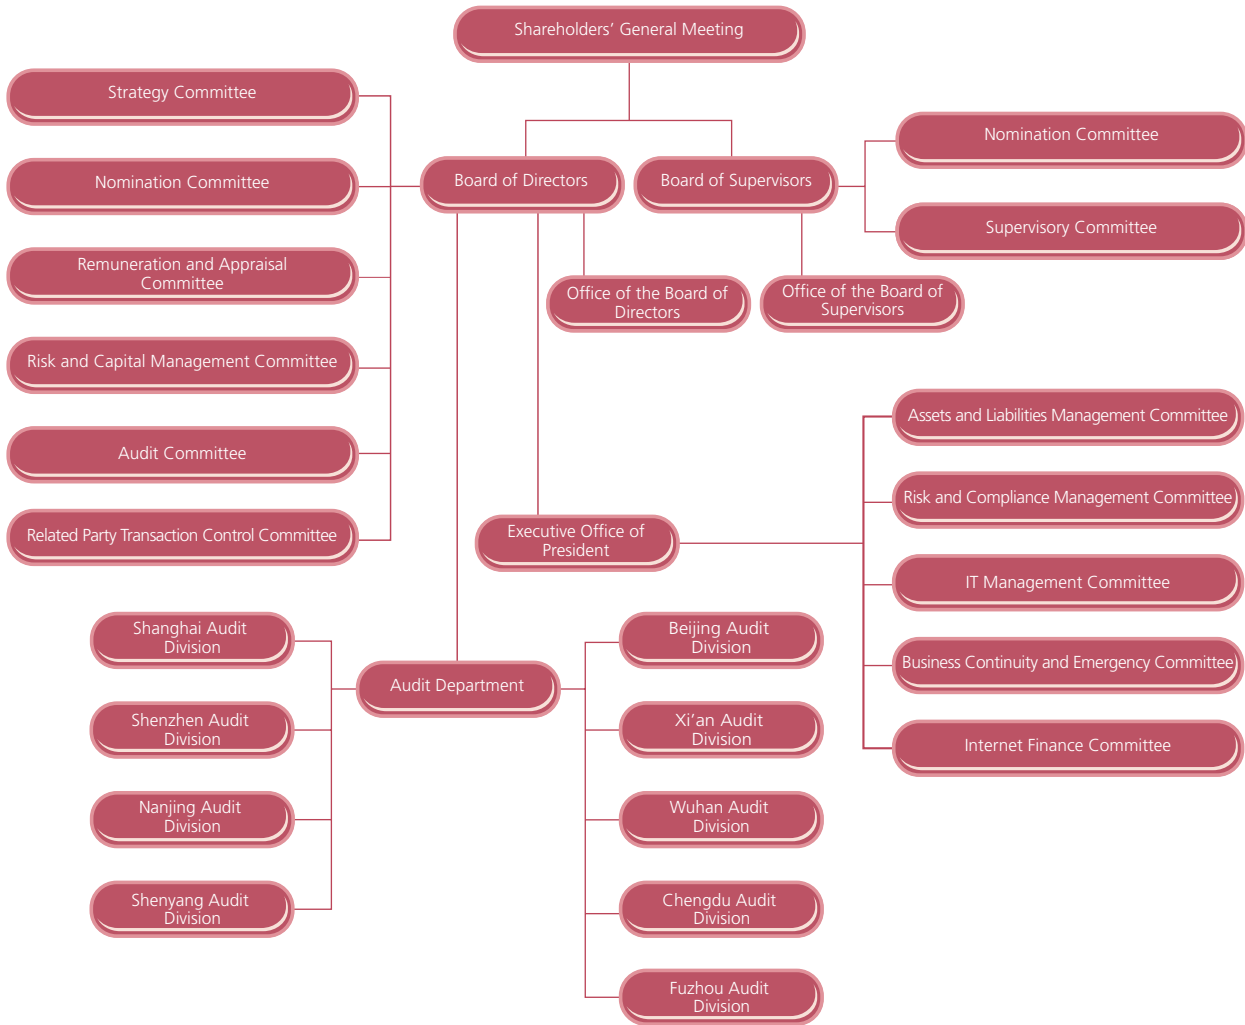 Shareholders’ General Meeting
Strategy Committee
Nomination Committee
Remuneration and Appraisal
Committee
Risk and Capital Management Committee
Audit Committee
Related Party Transaction Control Committee
Board of Directors
Board of Supervisors
Nomination Committee
Supervisory Committee
Office of the Board of
Directors
Office of the Board of
Supervisors
Executive Office of
President
Assets and Liabilities Management Committee
Risk and Compliance Management Committee
IT Management Committee
Business Continuity and Emergency Committee
Internet Finance Committee
Audit Department
Shanghai Audit
Division
Shenzhen Audit
Division
Nanjing Audit
Division
Shenyang Audit
Division
Beijing Audit
Division
Xi’an Audit
Division
Wuhan Audit
Division
Chengdu Audit
Division
Fuzhou Audit
Division